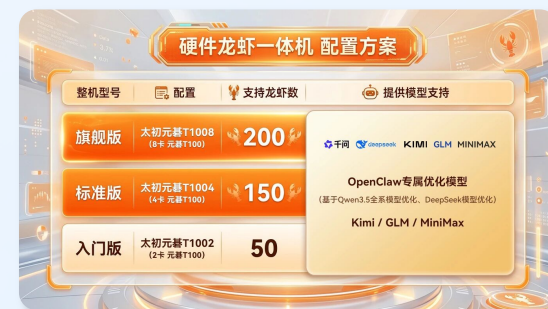 硬件龙虾一体机 配置方案
整机型号 配置 支持龙虾数 提供模型支持
旗舰版 太初元碁T1008 200
(8卡 元碁T100)
标准版 太初元碁T1004 150
(4卡 元碁T100)
入门版 太初元碁T1002 50
(2卡 元碁T100)
千问 deepseek KIMI GLM MINIMAX
OpenClaw专属优化模型
(基于Qwen3.5全系模型优化、DeepSeek模型优化)
Kimi / GLM / MiniMax